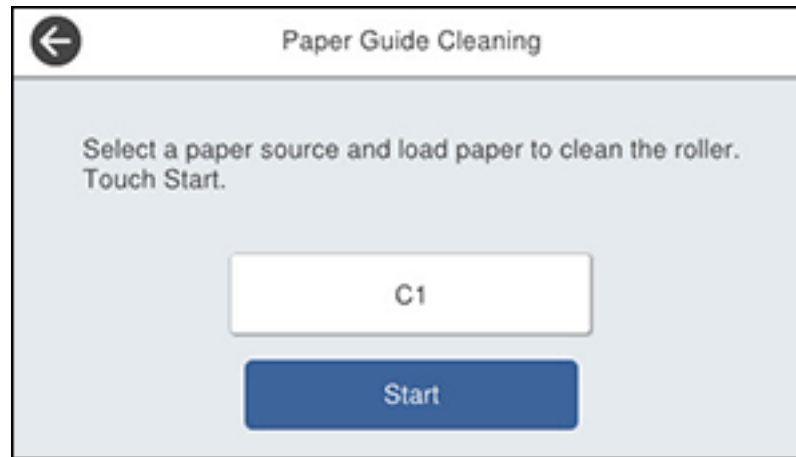 Paper Guide Cleaning
Select a paper source and load paper to clean the roller.
Touch Start.
C1
Start